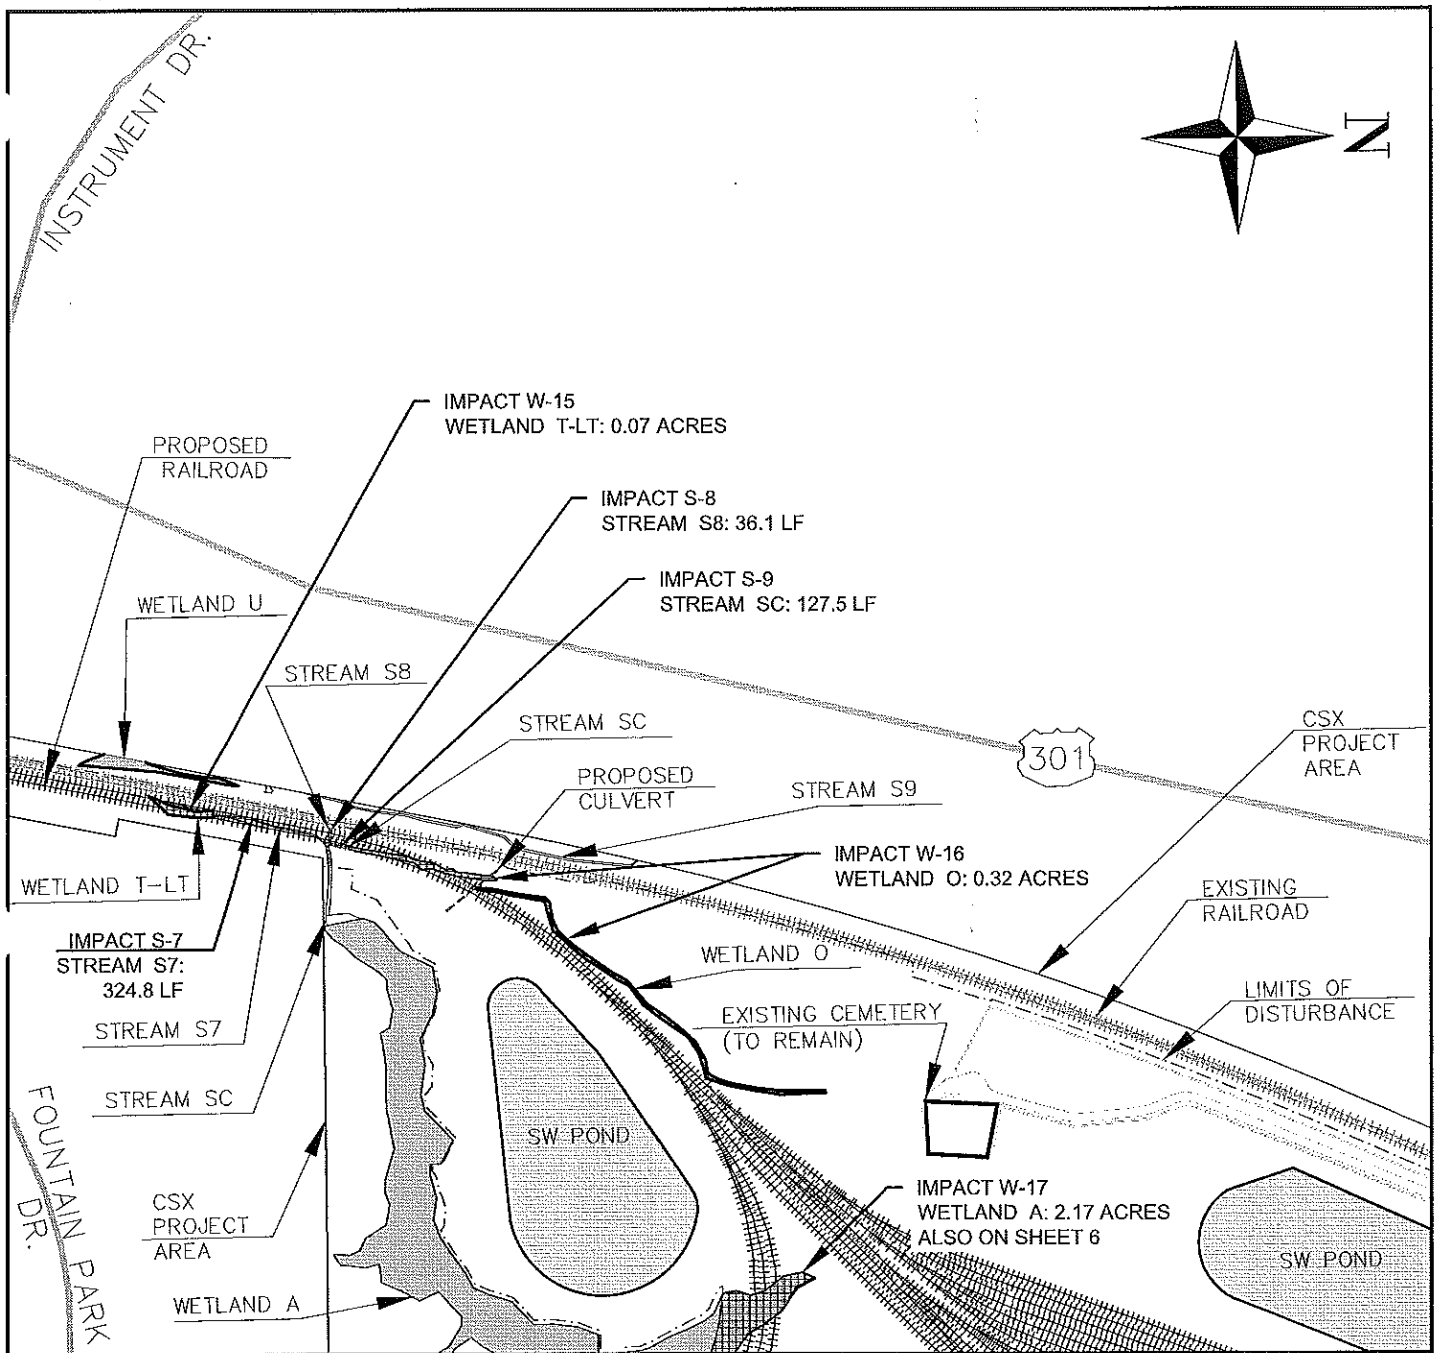 INSTRUMENT DR.
N
IMPACT W-15
WETLAND T-LT: 0.07 ACRES
PROPOSED
RAILROAD
IMPACT S-8
STREAM S8: 36.1 LF
IMPACT S-9
STREAM SC: 127.5 LF
WETLAND U
STREAM S8
STREAM SC
CSX
PROJECT
AREA
301
PROPOSED
CULVERT
STREAM S9
IMPACT W-16
WETLAND O: 0.32 ACRES
WETLAND T-LT
EXISTING
RAILROAD
IMPACT S-7
STREAM S7:
324.8 LF
WETLAND O
LIMITS OF
DISTURBANCE
STREAM S7
EXISTING CEMETERY
(TO REMAIN)
STREAM SC
FOUNTAIN PARK
DR.
SW POND
CSX
PROJECT
AREA
IMPACT W-17
WETLAND A: 2.17 ACRES
ALSO ON SHEET 6
SW POND
WETLAND A